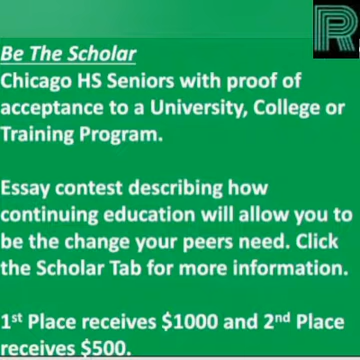 R
Be The Scholar
Chicago HS Seniors with proof of
acceptance to a University, College or
Training Program.
Essay contest describing how
continuing education will allow you to
be the change your peers need. Click
the Scholar Tab for more information.
1st Place receives $1000 and 2nd Place
receives $500.